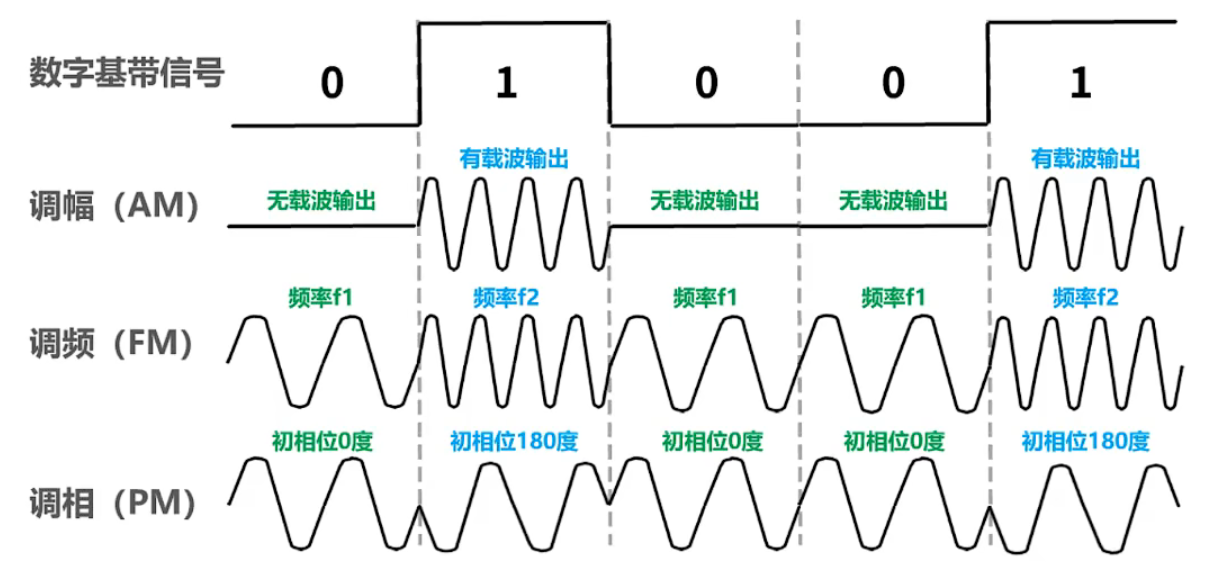 数字基带信号 0 1 0 0 1
有载波输出 有载波输出
调幅（AM） 无载波输出 无载波输出 无载波输出
频率f1 频率f2 频率f1 频率f1 频率f2
调频（FM）
初相位0度 初相位180度 初相位0度 初相位0度 初相位180度
调相（PM）